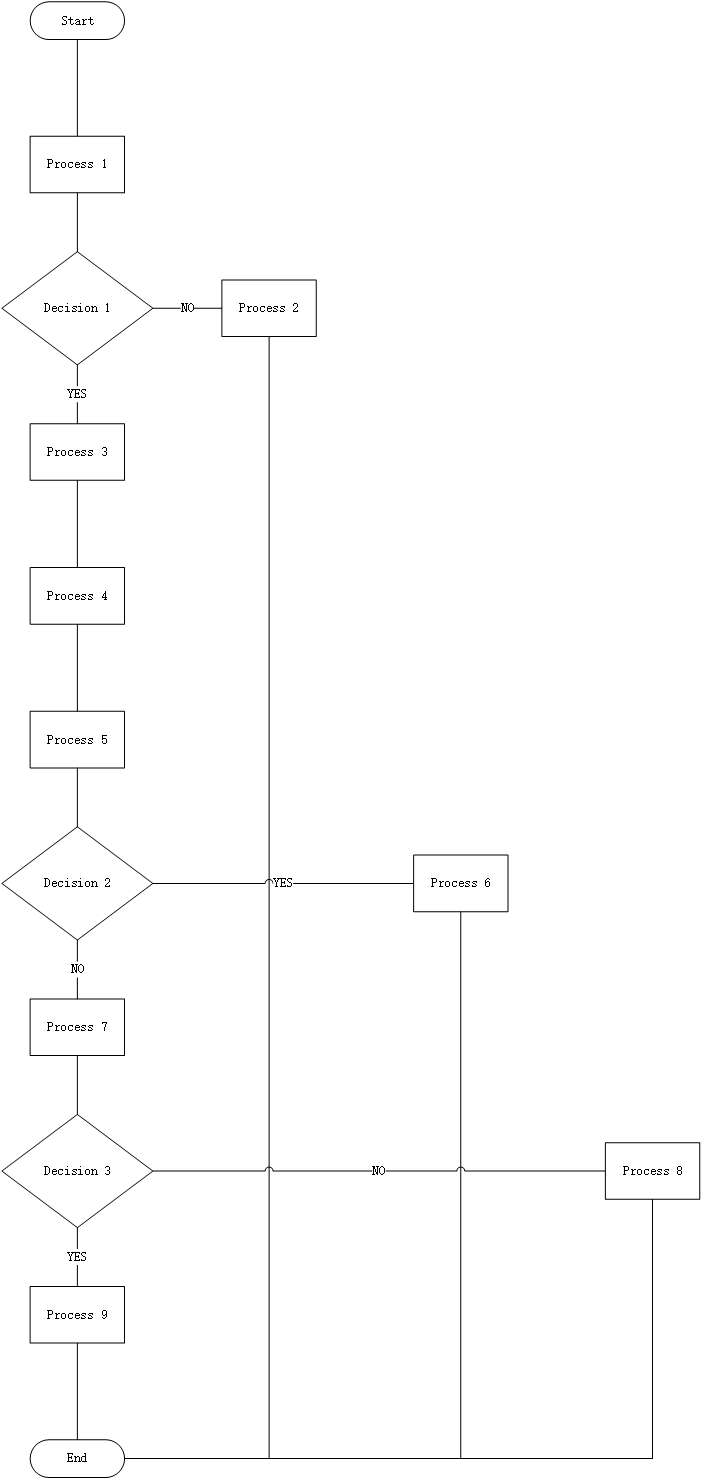 Start
Process 1
Decision 1
NO
Process 2
YES
Process 3
Process 4
Process 5
Decision 2
YES
Process 6
NO
Process 7
Decision 3
NO
Process 8
YES
Process 9
End